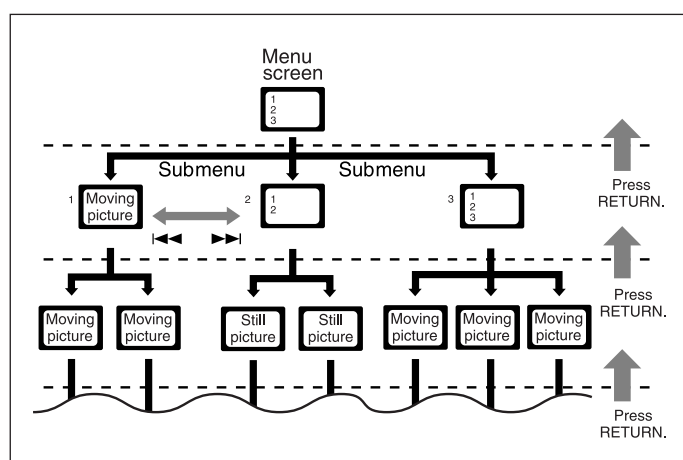 Menu
screen
1
2
3
Submenu
Submenu
Press
RETURN.
1
Moving
picture
2
1
2
3
1
2
3
Press
RETURN.
Moving
picture
Moving
picture
Still
picture
Still
picture
Moving
picture
Moving
picture
Moving
picture
Press
RETURN.